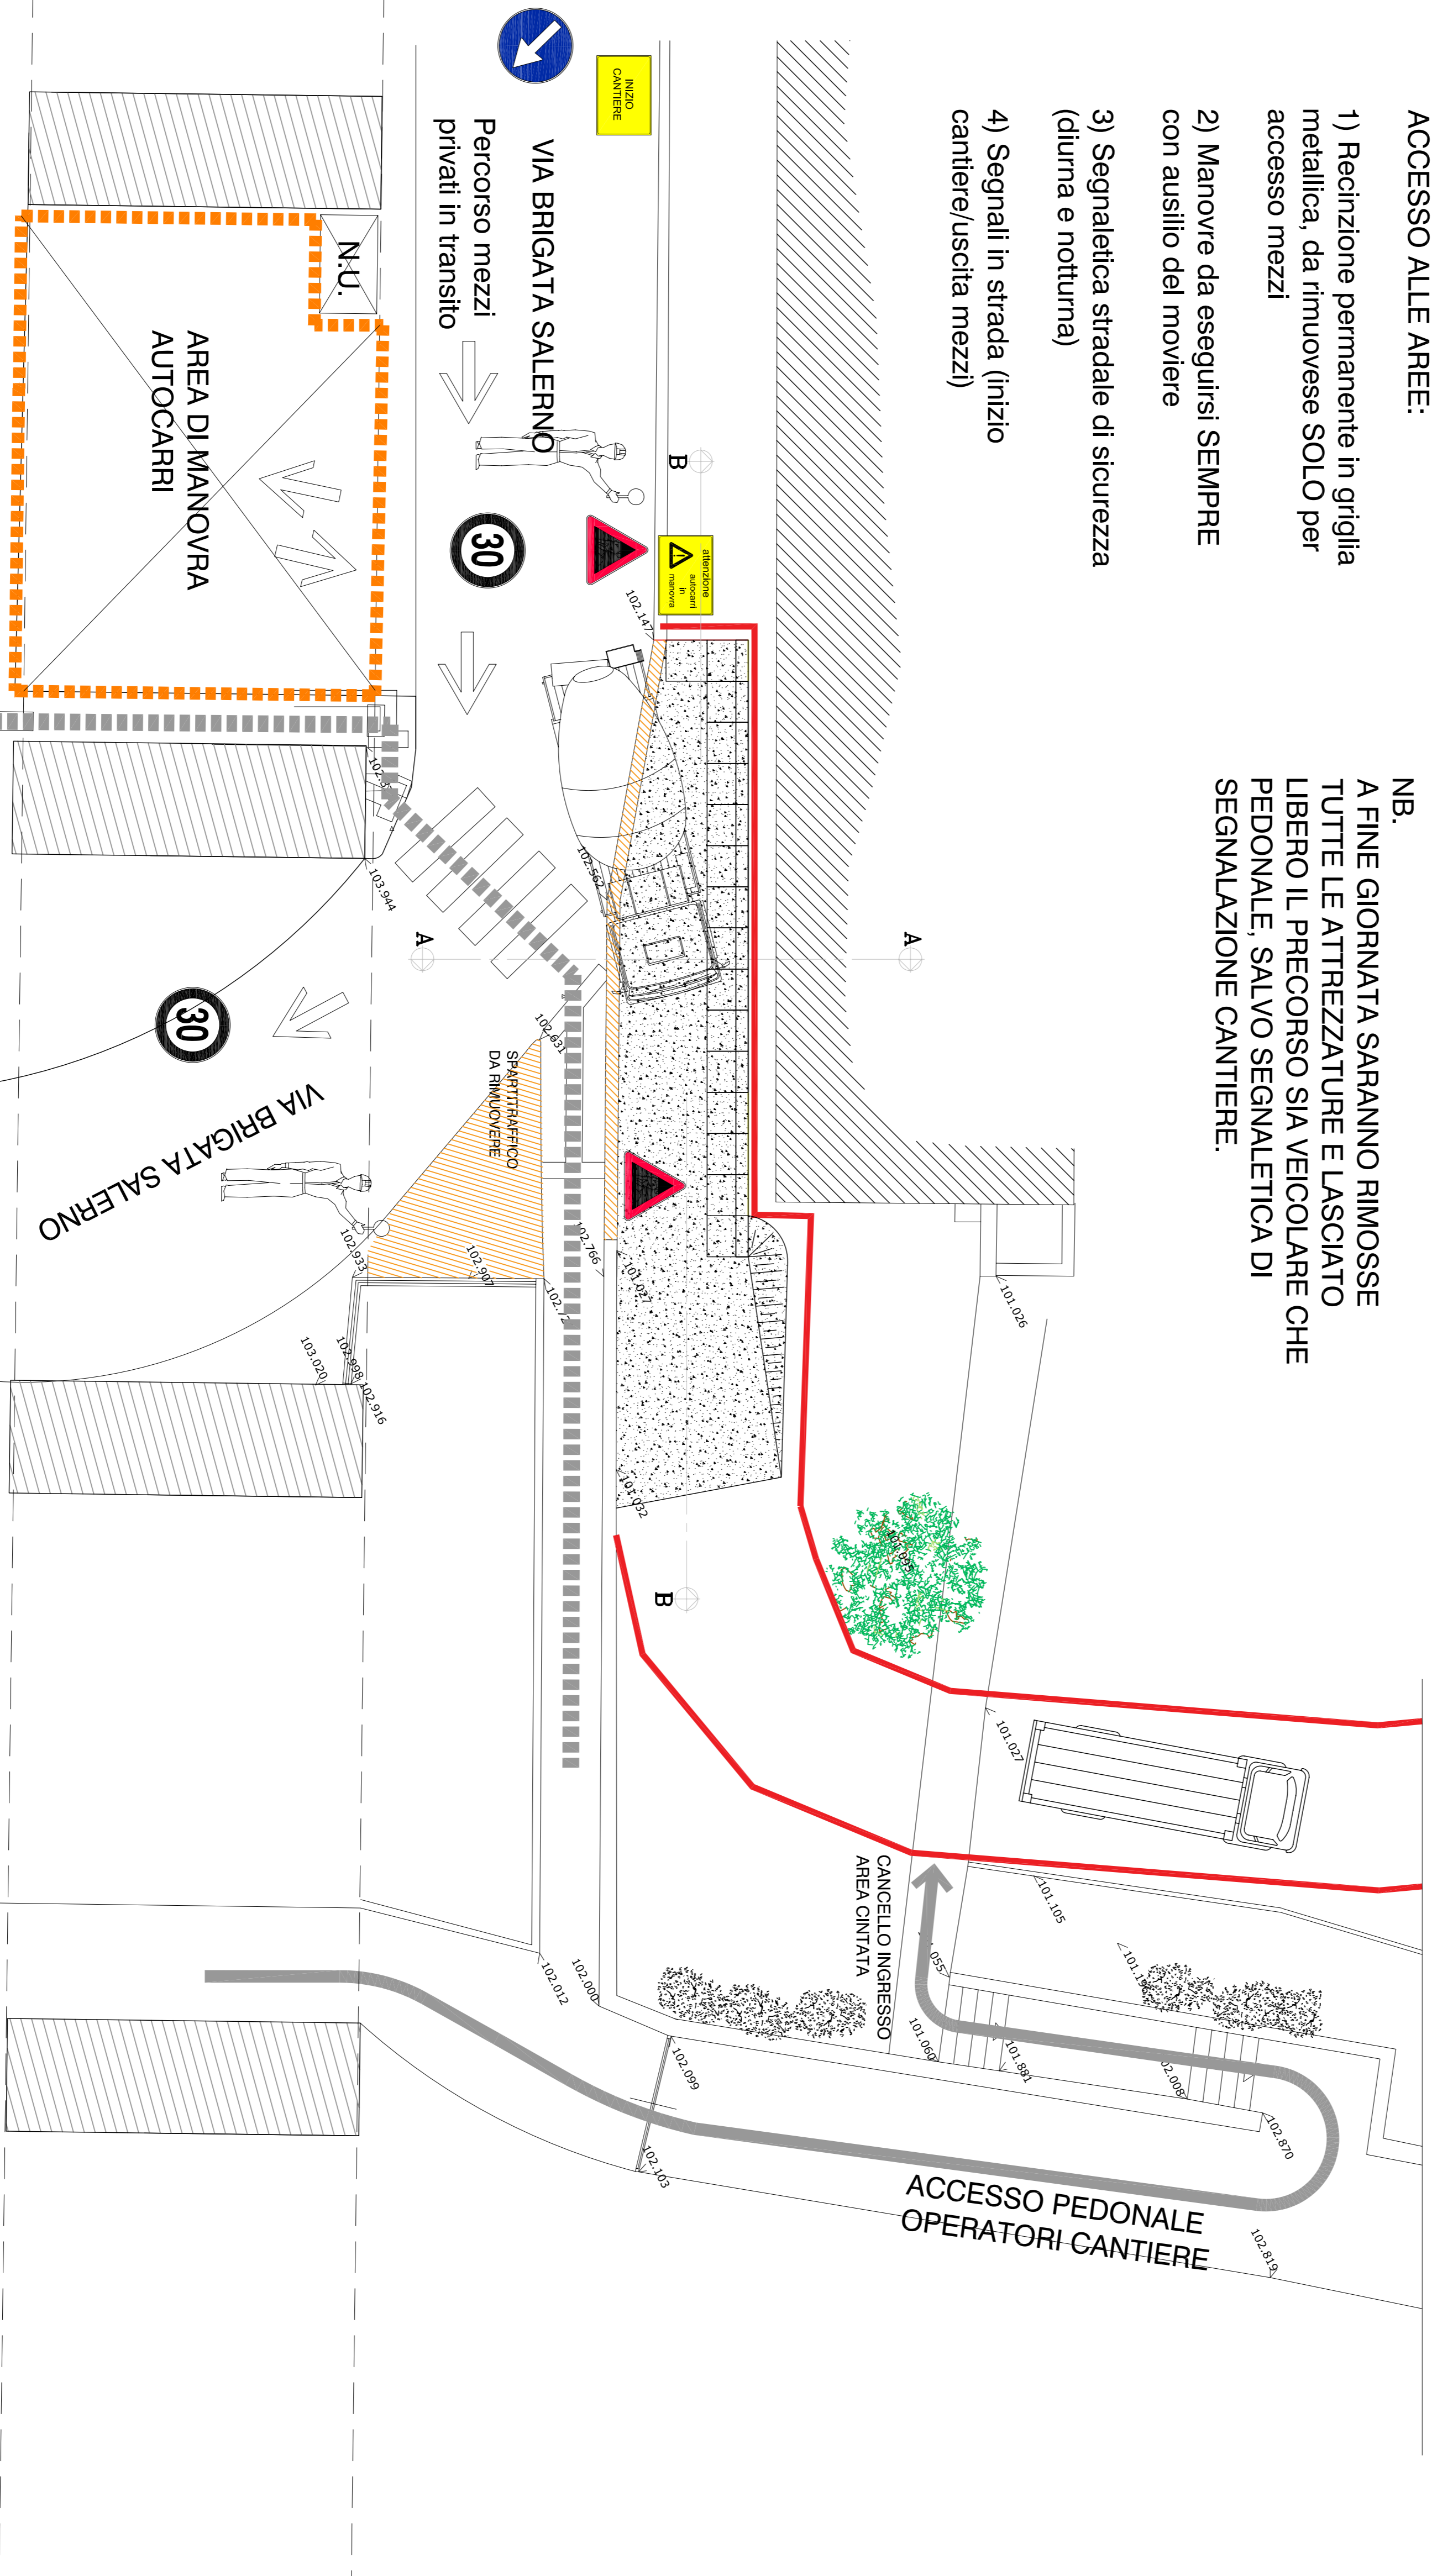 ACCESSO ALLE AREE:
1) Recinzione permanente in griglia
metallica, da rimuovese SOLO per
accesso mezzi
2) Manovre da eseguirsi SEMPRE
con ausilio del moviere
3) Segnaletica stradale di sicurezza
(diurna e notturna)
4) Segnali in strada (inizio
cantiere/uscita mezzi)
NB.
A FINE GIORNATA SARANNO RIMOSSE
TUTTE LE ATTREZZATURE E LASCIATO
LIBERO IL PRECORSO SIA VEICOLARE CHE
PEDONALE, SALVO SEGNALETICA DI
SEGNALAZIONE CANTIERE.
INIZIO
CANTIERE
VIA BRIGATA SALERNO
Percorso mezzi
privati in transito
N.U.
AREA DI MANOVRA
AUTOCARRI
B
attenzione
autocarri
in
manovra
30
102.147
102.562
103.944
A
A
30
102.631
SPARTITRAFFICO
DA RIMUOVERE
VIA BRIGATA SALERNO
102.933
102.907
102.72
102.766
101.027
101.026
103.020
102.998
102.916
101.032
101.095
B
101.027
101.105
CANCELLO INGRESSO
AREA CINTATA
101.060
101.881
102.870
102.012
102.000
102.099
102.103
ACCESSO PEDONALE
OPERATORI CANTIERE
102.819